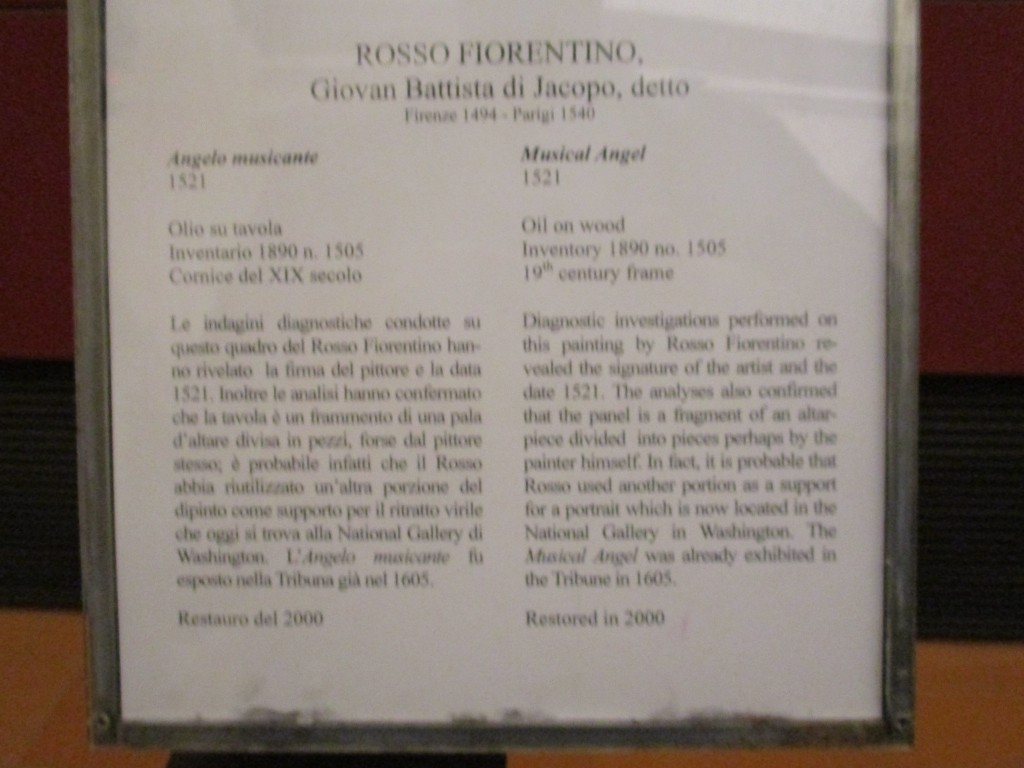 ROSSO FIORENTINO,
Giovan Battista di Jacopo, detto
Firenze 1494 - Parigi 1540
Angelo musicante
1521
Olio su tavola
Inventario 1890 n. 1505
Cornice del XIX secolo
Le indagini diagnostiche condotte su
questo quadro del Rosso Fiorentino han-
no rivelato la firma del pittore e la data
1521. Inoltre le analisi hanno confermato
che la tavola è un frammento di una pala
d'altare divisa in pezzi, forse dal pittore
stesso; è probabile infatti che il Rosso
abbia riutilizzato un'altra porzione del
dipinto come supporto per il ritratto virile
che oggi si trova alla National Gallery di
Washington. L'Angelo musicante fu
esposto nella Tribuna già nel 1605.
Restauro del 2000
Musical Angel
1521
Oil on wood
Inventory 1890 no. 1505
19th century frame
Diagnostic investigations performed on
this painting by Rosso Fiorentino re-
vealed the signature of the artist and the
date 1521. The analyses also confirmed
that the panel is a fragment of an altar-
piece divided into pieces perhaps by the
painter himself. In fact, it is probable that
Rosso used another portion as a support
for a portrait which is now located in the
National Gallery in Washington. The
Musical Angel was already exhibited in
the Tribune in 1605.
Restored in 2000